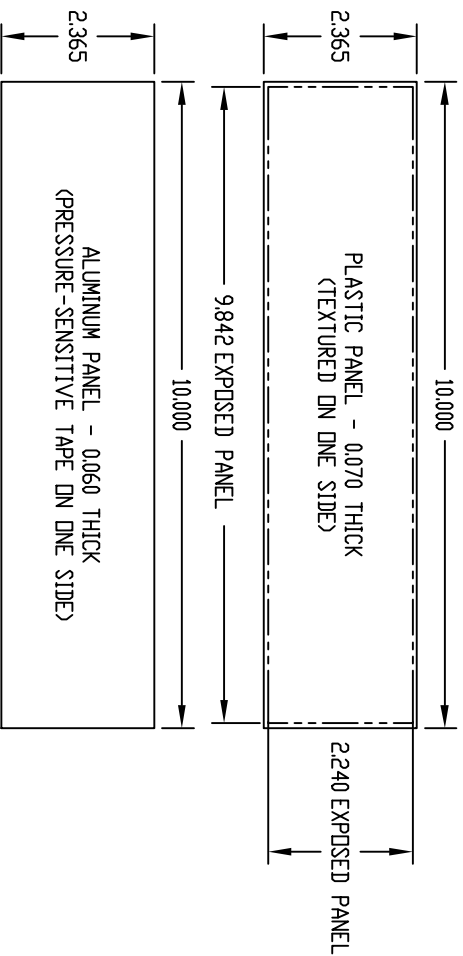 10.000
2.365
PLASTIC PANEL - 0.070 THICK
(TEXTURED ON ONE SIDE)
2.240 EXPOSED PANEL
9.842 EXPOSED PANEL
10.000
2.365
ALUMINUM PANEL - 0.060 THICK
(PRESSURE-SENSITIVE TAPE ON ONE SIDE)